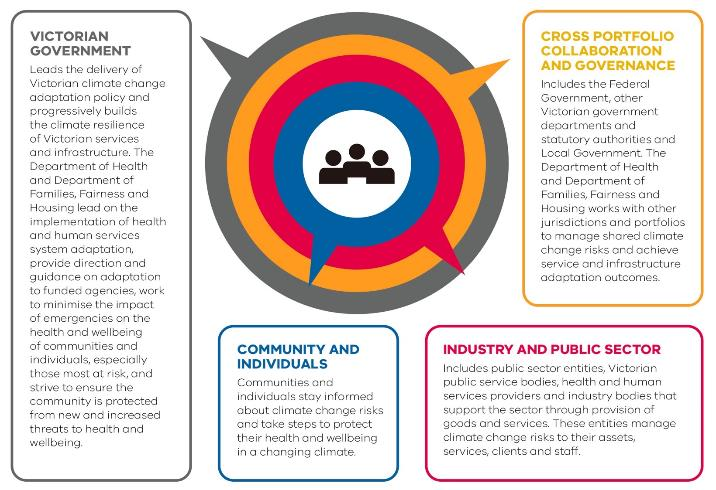 VICTORIAN
GOVERNMENT
Leads the delivery of
Victorian climate change
adaptation policy and
progressively builds
the climate resilience
of Victorian services
and infrastructure. The
Department of Health
and Department of
Families, Fairness and
Housing lead on the
implementation of health
and human services
system adaptation,
provide direction and
guidance on adaptation
to funded agencies, work
to minimise the impact
of emergencies on the
health and wellbeing
of communities and
individuals, especially
those most at risk, and
strive to ensure the
community is protected
from new and increased
threats to health and
wellbeing.
CROSS PORTFOLIO
COLLABORATION
AND GOVERNANCE
Includes the Federal
Government, other
Victorian government
departments and
statutory authorities and
Local Government. The
Department of Health
and Department of
Families, Fairness and
Housing works with other
jurisdictions and portfolios
to manage shared climate
change risks and achieve
service and infrastructure
adaptation outcomes.
COMMUNITY AND
INDIVIDUALS
Communities and
individuals stay informed
about climate change risks
and take steps to protect
their health and wellbeing
in a changing climate.
INDUSTRY AND PUBLIC SECTOR
Includes public sector entities, Victorian
public service bodies, health and human
services providers and industry bodies that
support the sector through provision of
goods and services. These entities manage
climate change risks to their assets,
services, clients and staff.